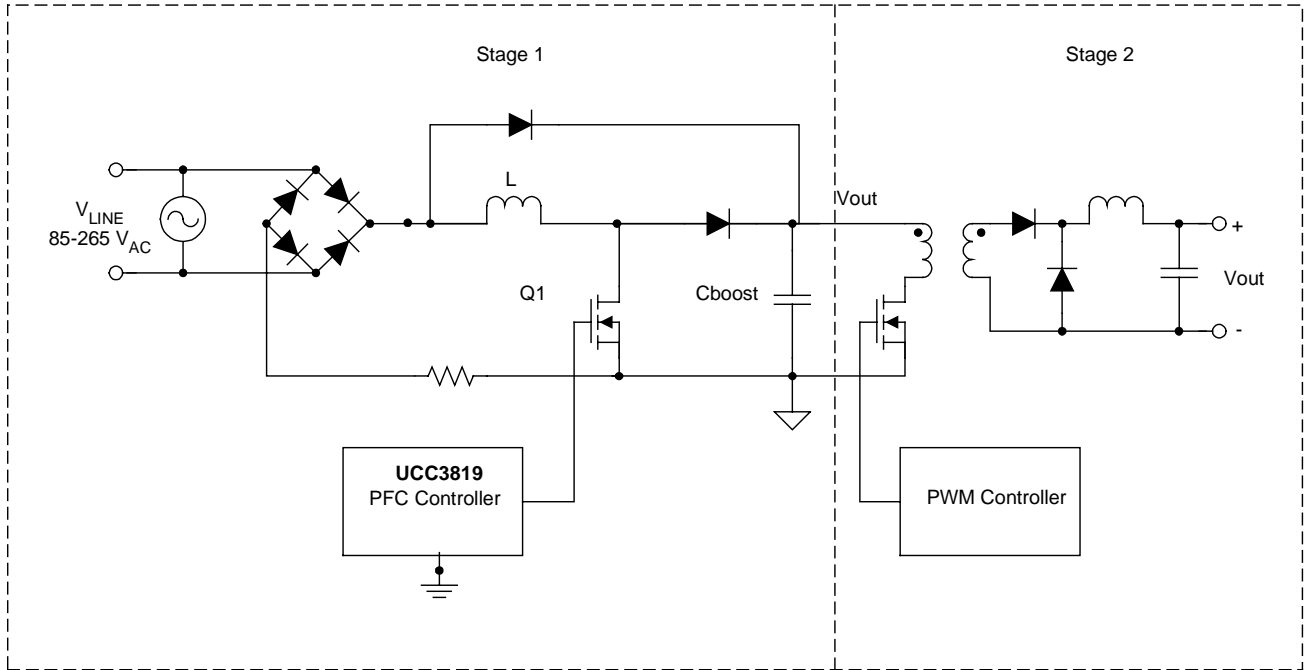 Stage 1
Stage 2
L
Vout
V_LINE
85-265 V_AC
+
Q1
Cboost
Vout
-
UCC3819
PFC Controller
PWM Controller